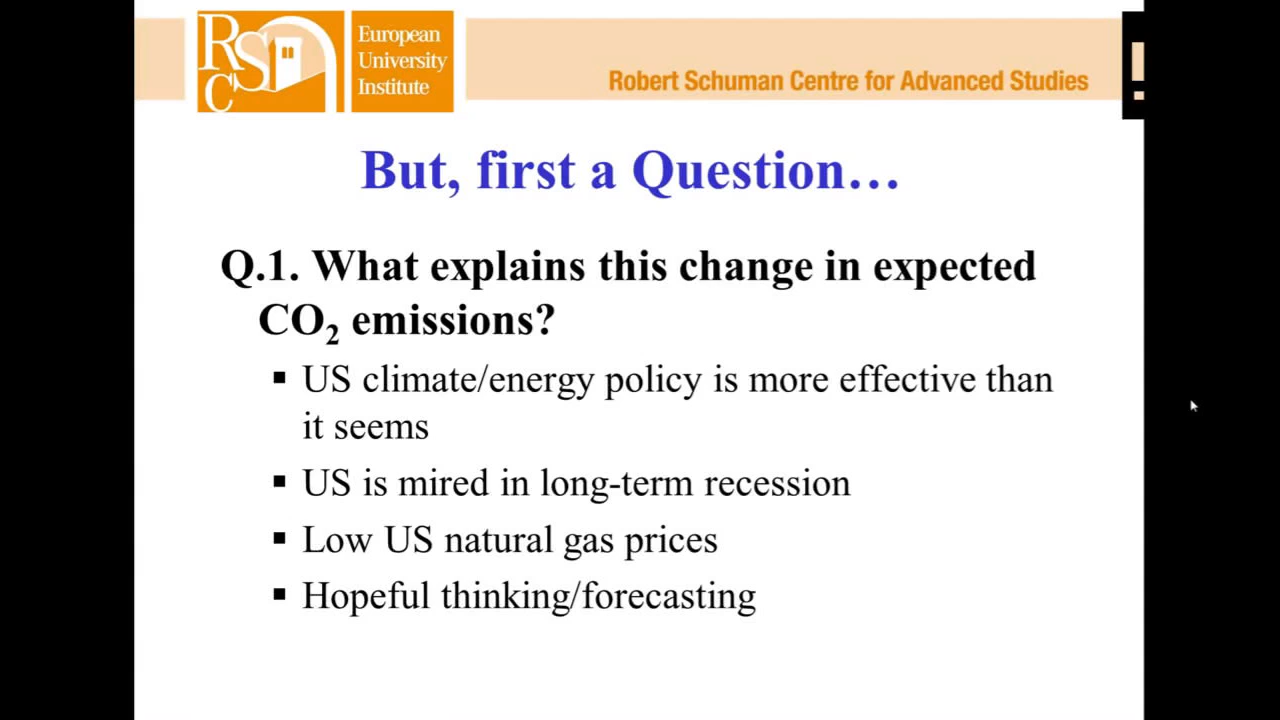 RSC
European
University
Institute
Robert Schuman Centre for Advanced Studies
But, first a Question…
Q.1. What explains this change in expected
CO₂ emissions?
▪ US climate/energy policy is more effective than
it seems
▪ US is mired in long-term recession
▪ Low US natural gas prices
▪ Hopeful thinking/forecasting